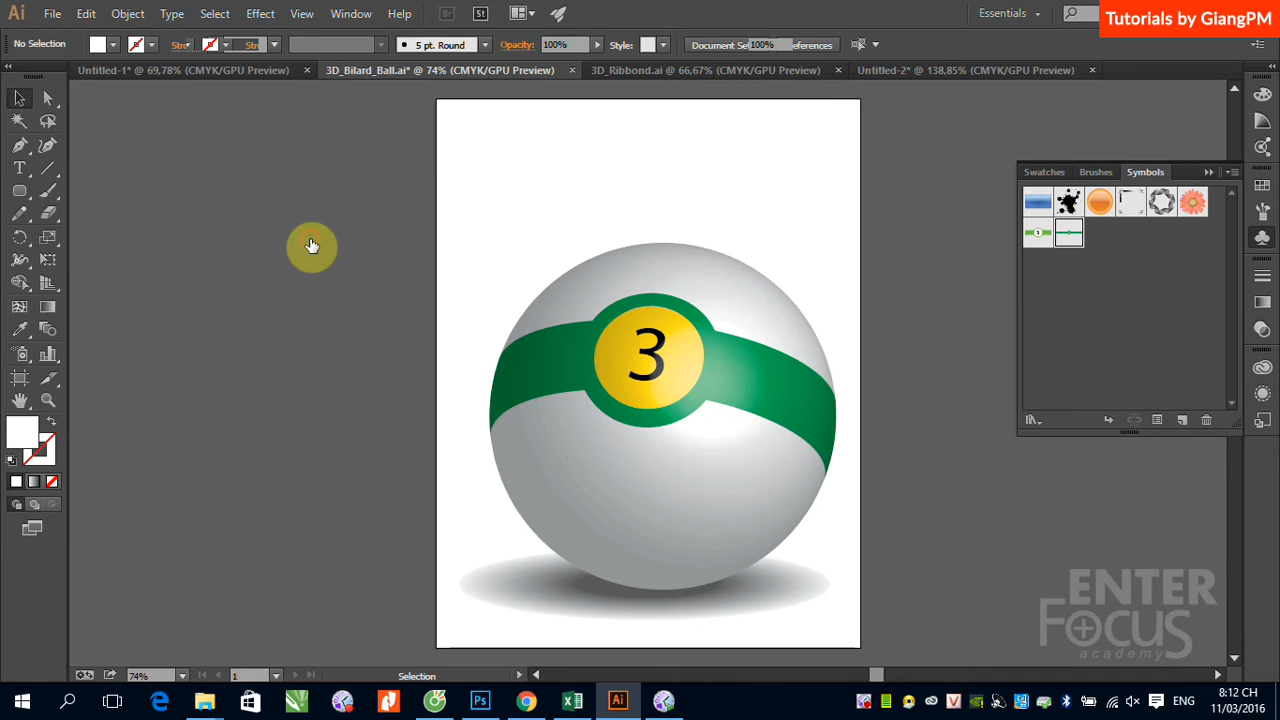 Ai File Edit Object Type Select Effect View Window Help Br St Essentials
Tutorials by GiangPM
No Selection 5 pt. Round Opacity: 100% Style: 100%
Untitled-1* @ 69,78% (CMYK/GPU Preview) × 3D_Bilard_Ball.ai* @ 74% (CMYK/GPU Preview) × 3D_Ribbond.ai @ 66,67% (CMYK/GPU Preview) × Untitled-2* @ 138,85% (CMYK/GPU Preview) ×
Swatches Brushes Symbols
3
ENTER
FOCUS
academy
74% 1 Selection
ENG
8:12 CH
11/03/2016